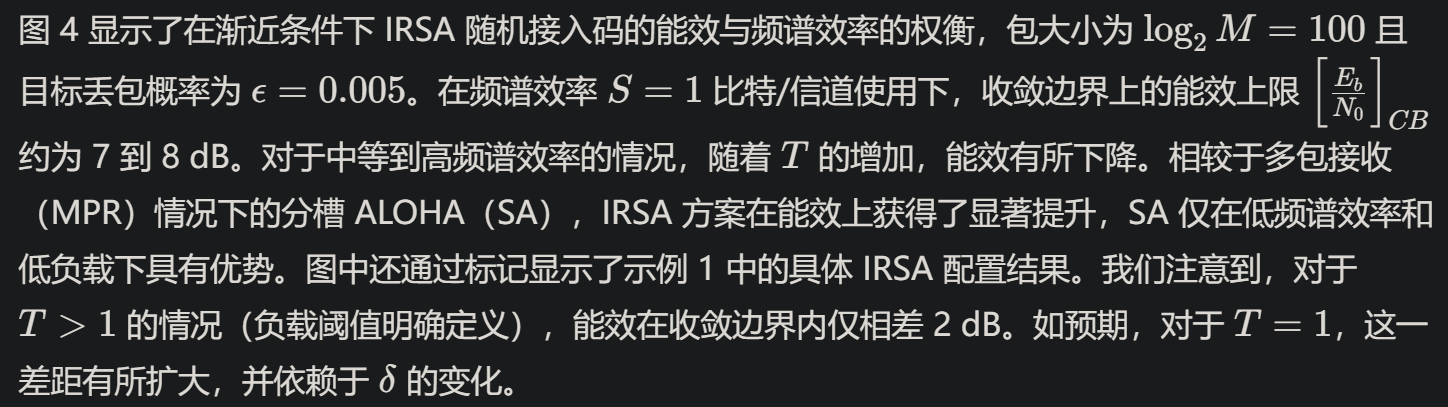 图 4 显示了在渐近条件下 IRSA 随机接入码的能效与频谱效率的权衡，包大小为 log₂ M = 100 且
目标丢包概率为 ϵ = 0.005。在频谱效率 S = 1 比特/信道使用下，收敛边界上的能效上限 [E_b/N_0]_CB
约为 7 到 8 dB。对于中等到高频谱效率的情况，随着 T 的增加，能效有所下降。相较于多包接收
（MPR）情况下的分槽 ALOHA（SA），IRSA 方案在能效上获得了显著提升，SA 仅在低频谱效率和
低负载下具有优势。图中还通过标记显示了示例 1 中的具体 IRSA 配置结果。我们注意到，对于
T > 1 的情况（负载阈值明确定义），能效在收敛边界内仅相差 2 dB。如预期，对于 T = 1，这一
差距有所扩大，并依赖于 δ 的变化。